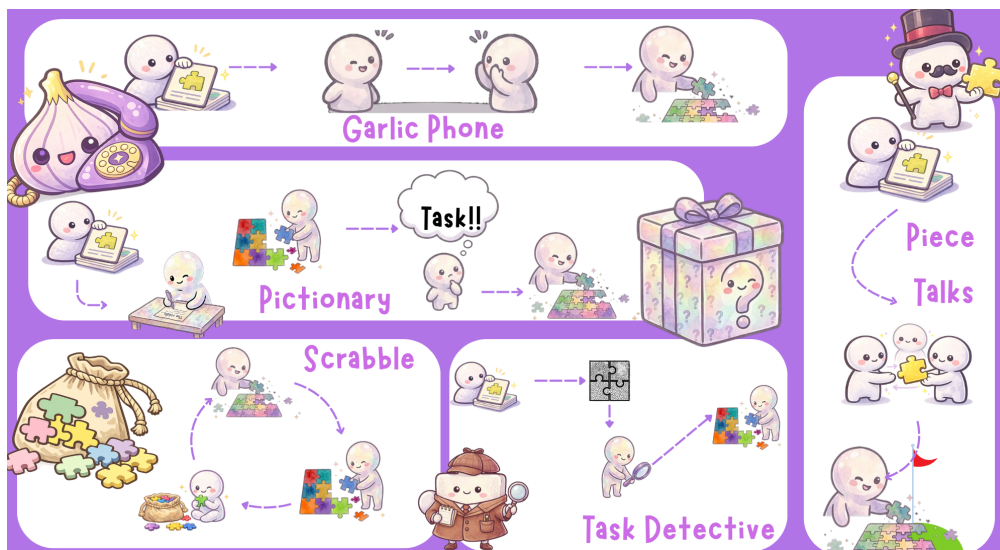 Garlic Phone
Task!!
Pictionary
Piece
Talks
Scrabble
Task Detective